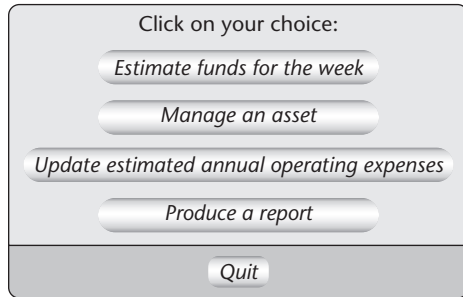 Click on your choice:
Estimate funds for the week
Manage an asset
Update estimated annual operating expenses
Produce a report
Quit